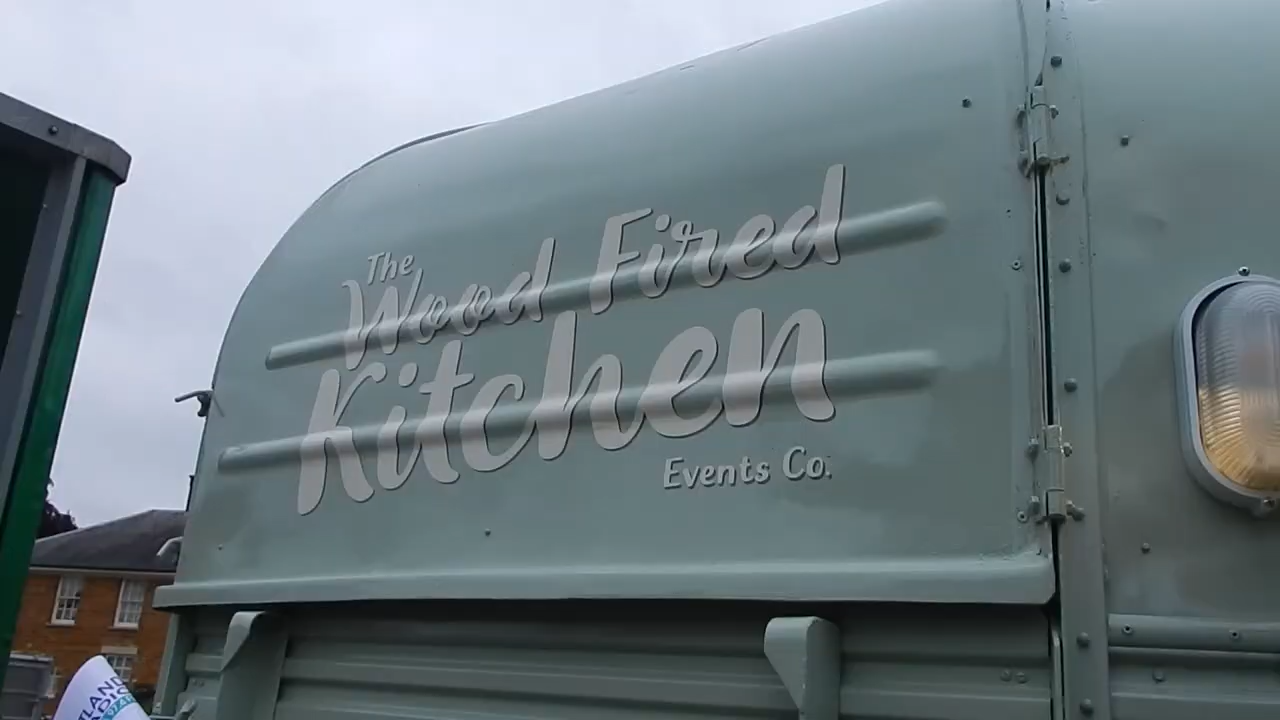 The
Wood Fired
Kitchen
Events Co.